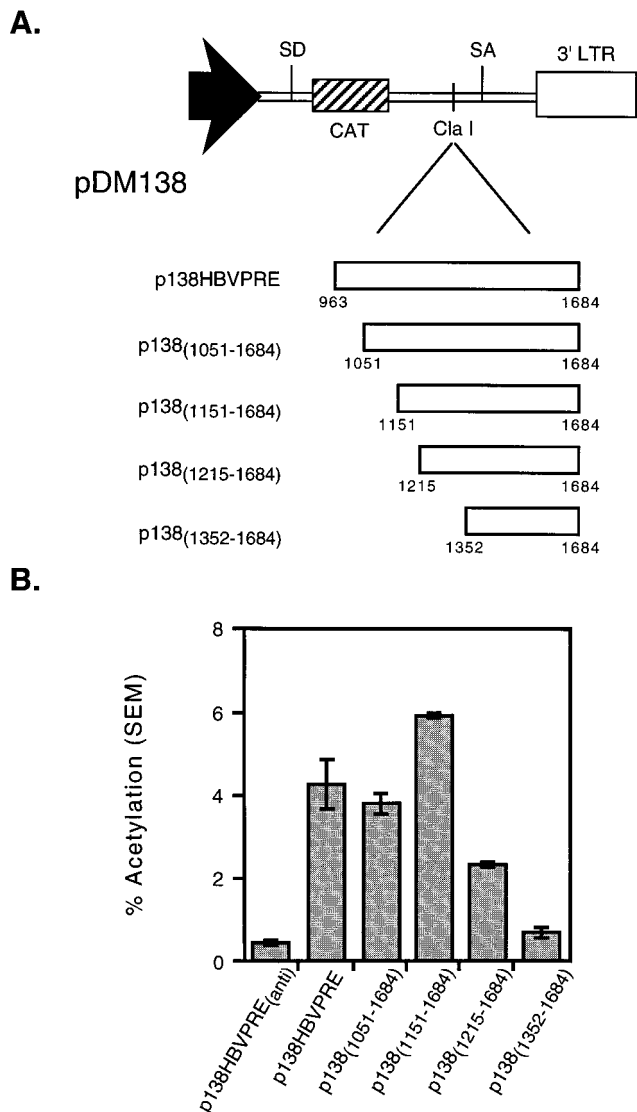 A.
SD
SA
3' LTR
CAT
Cla I
pDM138
p138HBVPRE
963
1684
p138(1051-1684)
1051
1684
p138(1151-1684)
1151
1684
p138(1215-1684)
1215
1684
p138(1352-1684)
1352
1684
B.
% Acetylation (SEM)
8
6
4
2
0
p138HBVPRE(anti)
p138HBVPRE
p138(1051-1684)
p138(1151-1684)
p138(1215-1684)
p138(1352-1684)